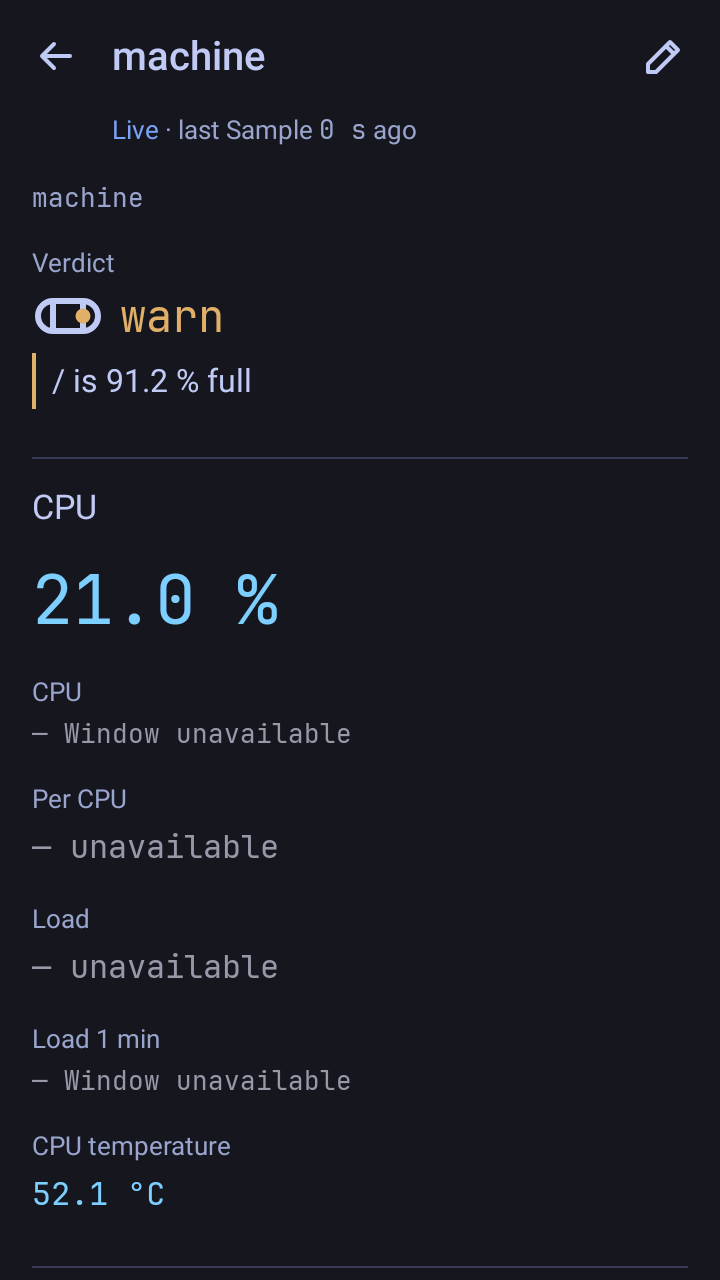 machine
Live · last Sample 0 s ago
machine
Verdict
warn
/ is 91.2 % full
CPU
21.0 %
CPU
— Window unavailable
Per CPU
— unavailable
Load
— unavailable
Load 1 min
— Window unavailable
CPU temperature
52.1 °C